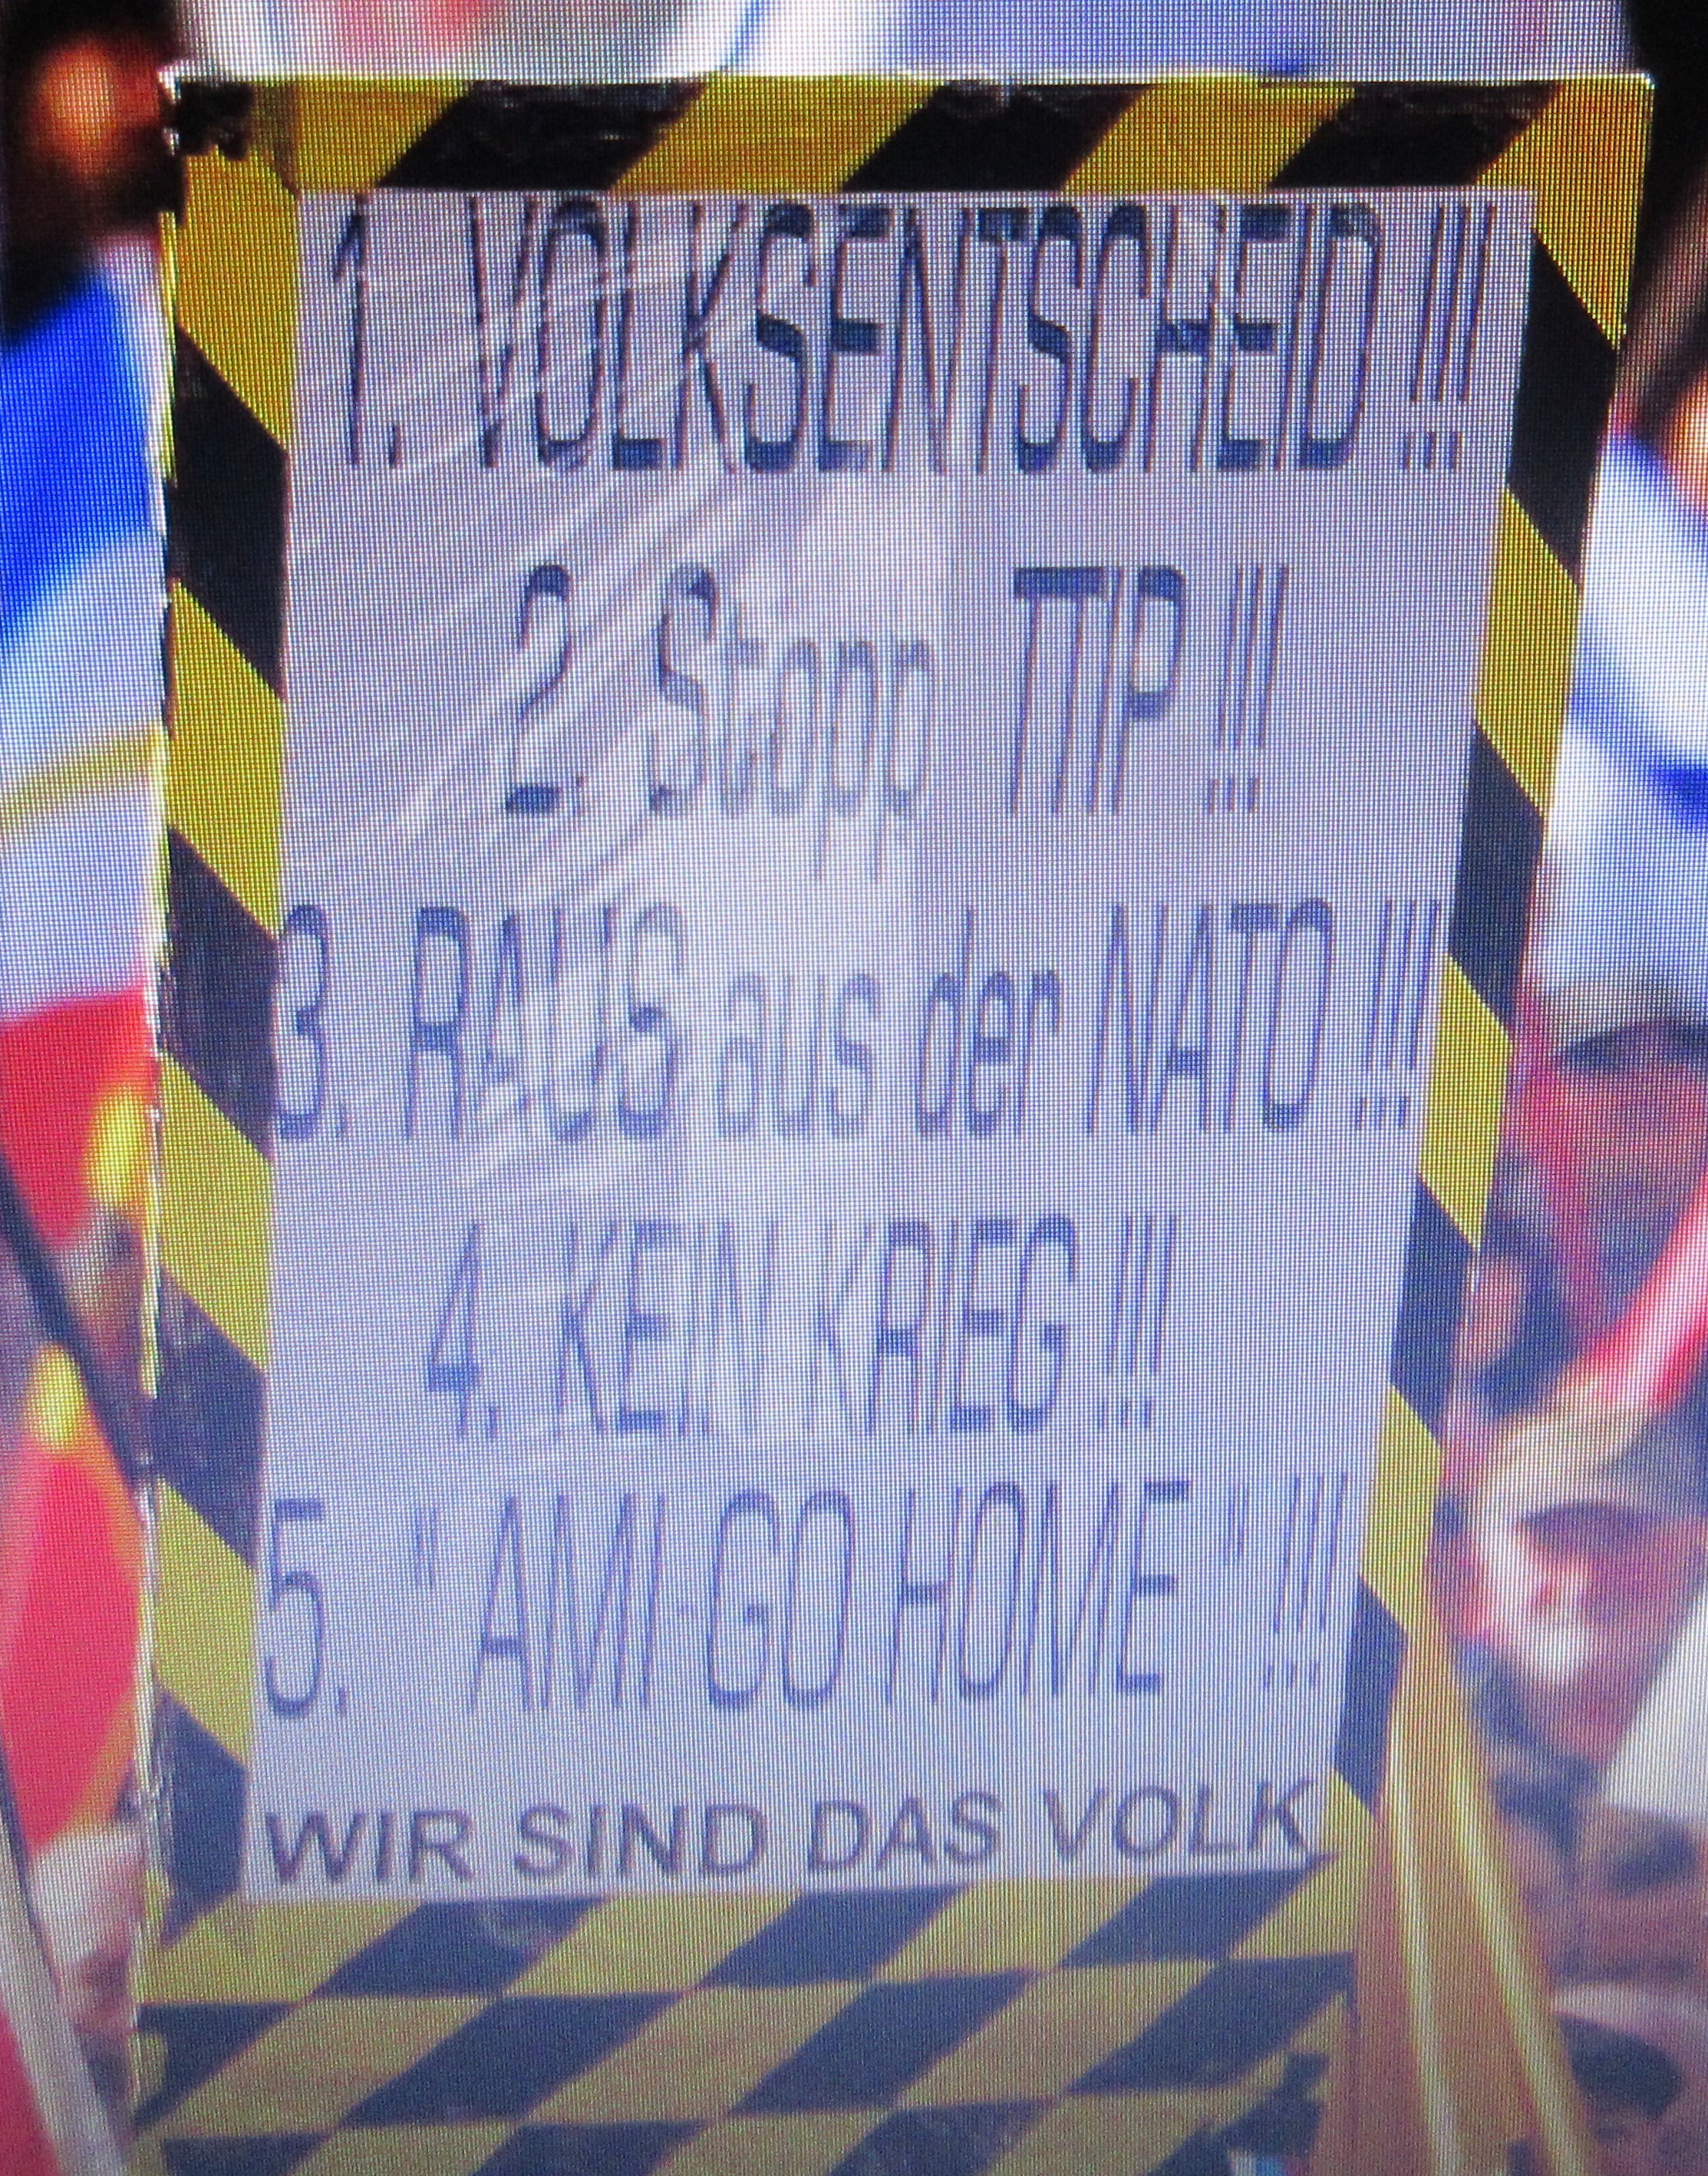 1. VOLKSENTSCHEID !!!
2. Stopp TTIP !!!
3. RAUS aus der NATO !!!
4. KEIN KRIEG !!!
5. " AMI GO HOME " !!!
WIR SIND DAS VOLK